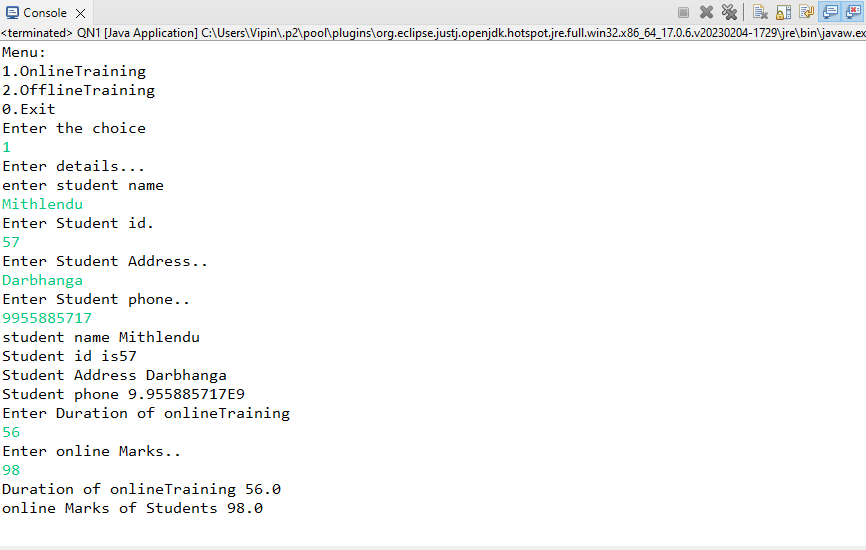 Console
<terminated> QN1 [Java Application] C:\Users\Vipin\.p2\pool\plugins\org.eclipse.justj.openjdk.hotspot.jre.full.win32.x86_64_17.0.6.v20230204-1729\jre\bin\javaw.ex
Menu:
1.OnlineTraining
2.OfflineTraining
0.Exit
Enter the choice
1
Enter details...
enter student name
Mithlendu
Enter Student id.
57
Enter Student Address..
Darbhanga
Enter Student phone..
9955885717
student name Mithlendu
Student id is57
Student Address Darbhanga
Student phone 9.955885717E9
Enter Duration of onlineTraining
56
Enter online Marks..
98
Duration of onlineTraining 56.0
online Marks of Students 98.0